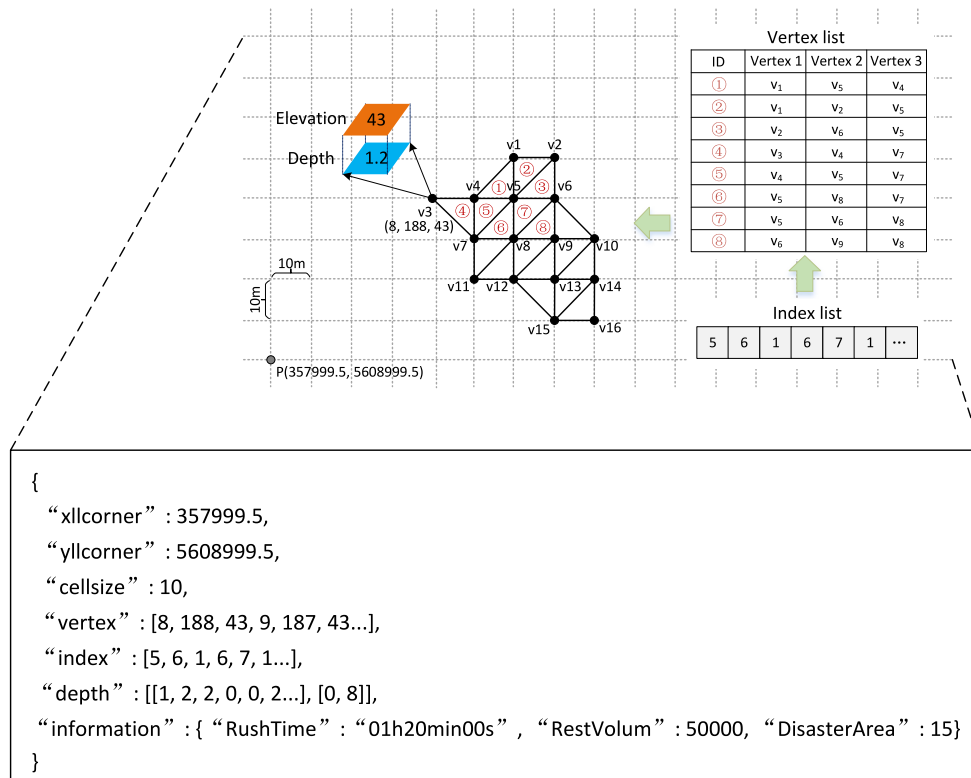 Vertex list
ID Vertex 1 Vertex 2 Vertex 3
① v1 v5 v4
② v1 v2 v5
③ v2 v6 v5
④ v3 v4 v7
⑤ v4 v5 v7
⑥ v5 v8 v7
⑦ v5 v6 v8
⑧ v6 v9 v8
Index list
5 6 1 6 7 1 ...
Elevation 43
Depth 1.2
v1 v2
②
v4 ① v5 ③ v6
v3 ④ ⑤ ⑦
(8, 188, 43) ⑥ ⑧
v7 v8 v9 v10
v11 v12 v13 v14
v15 v16
10m
10m
P(357999.5, 5608999.5)
{
“xllcorner” : 357999.5,
“yllcorner” : 5608999.5,
“cellsize” : 10,
“vertex” : [8, 188, 43, 9, 187, 43...],
“index” : [5, 6, 1, 6, 7, 1...],
“depth” : [[1, 2, 2, 0, 0, 2...], [0, 8]],
“information” : { “RushTime” : “01h20min00s” , “RestVolum” : 50000, “DisasterArea” : 15}
}